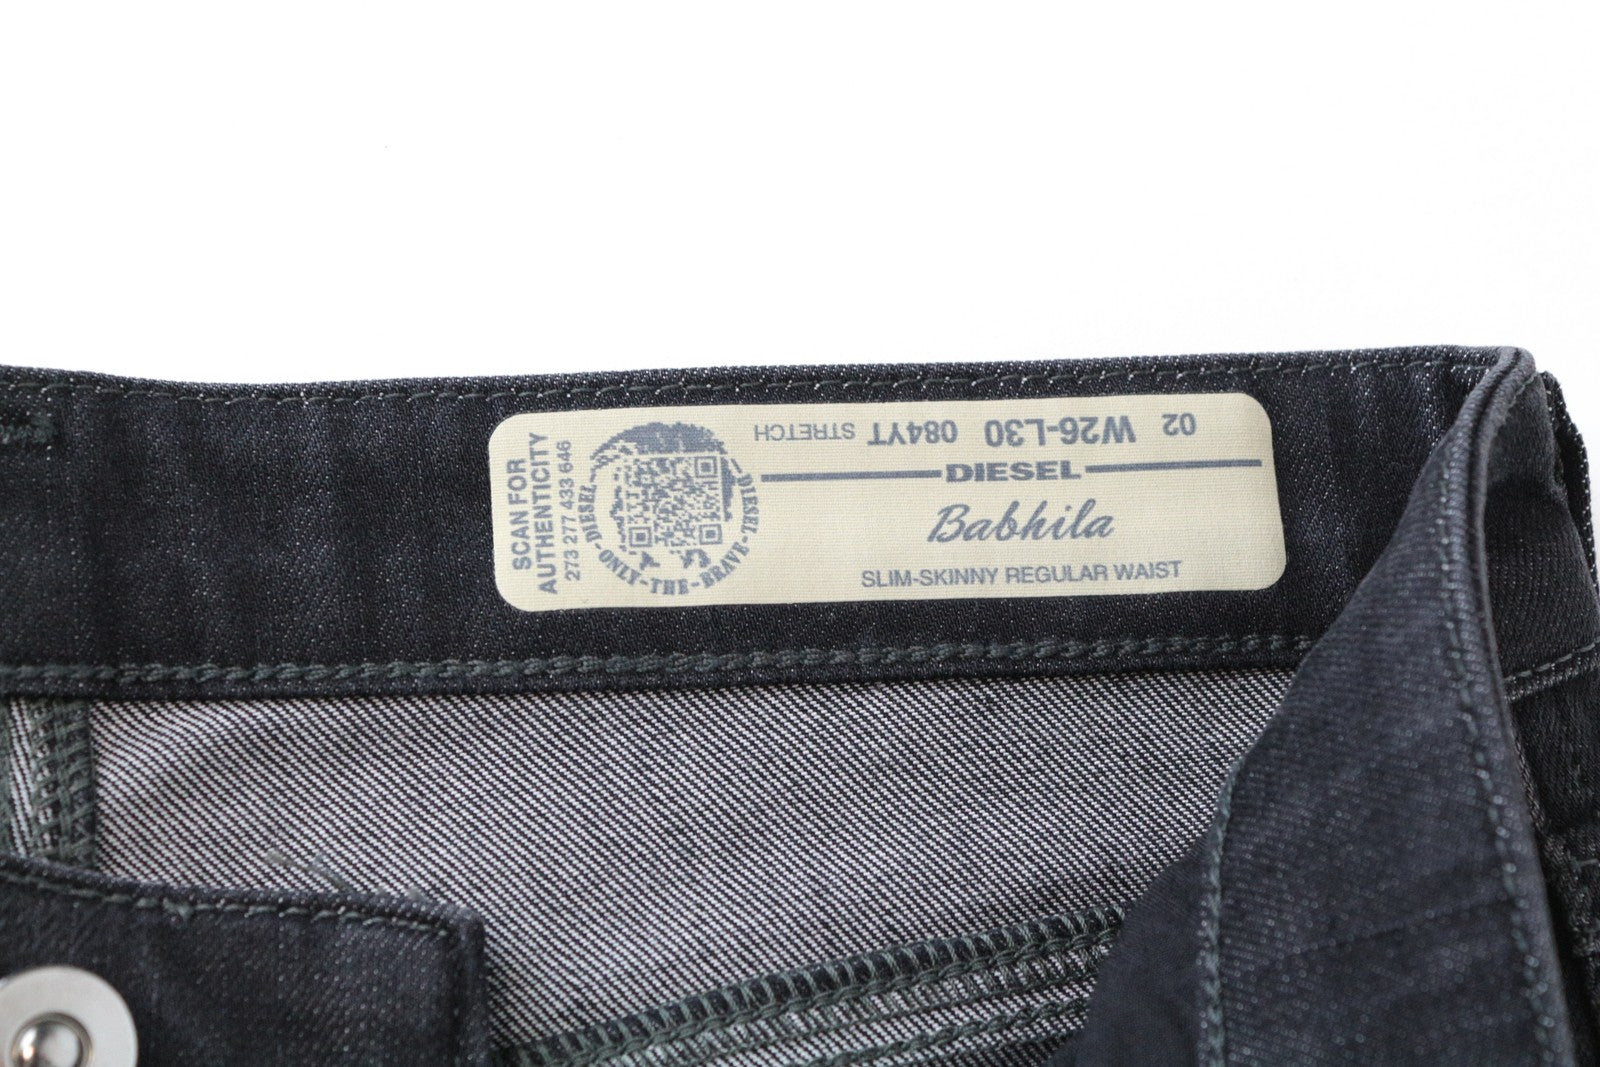 SCAN FOR
AUTHENTICITY
273 277 433 646
DIESEL
ONLY-THE-BRAVE
DIESEL
02 W26-L30 084YT STRETCH
DIESEL
Babhila
SLIM-SKINNY REGULAR WAIST